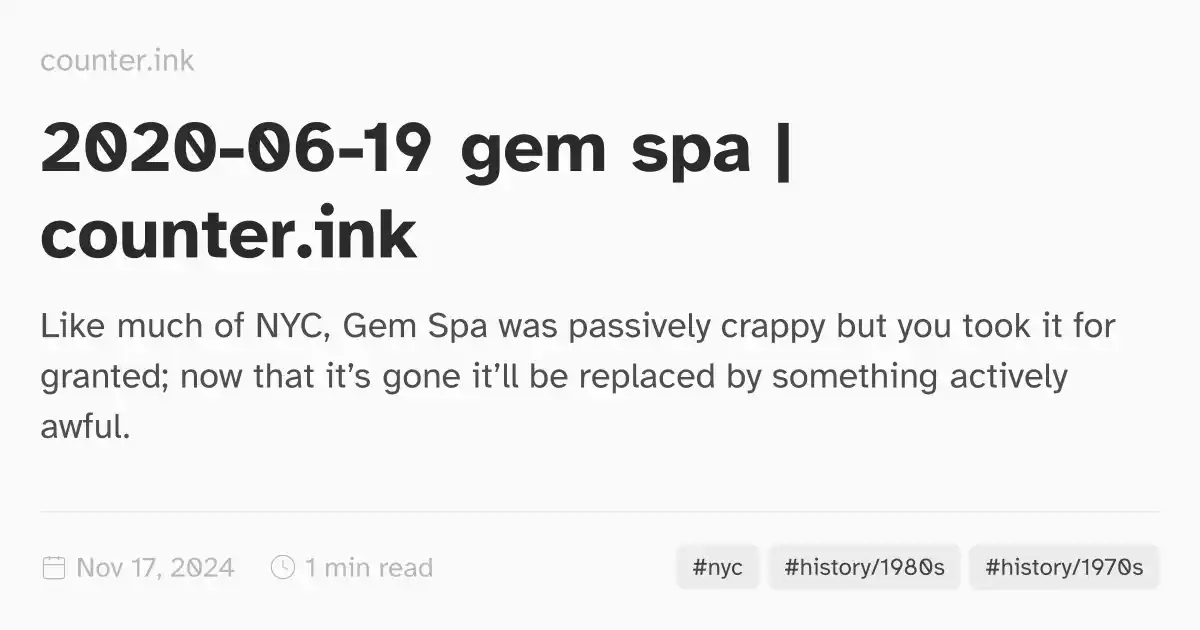 counter.ink
2020-06-19 gem spa |
counter.ink
Like much of NYC, Gem Spa was passively crappy but you took it for
granted; now that it’s gone it’ll be replaced by something actively
awful.
Nov 17, 2024 1 min read #nyc #history/1980s #history/1970s